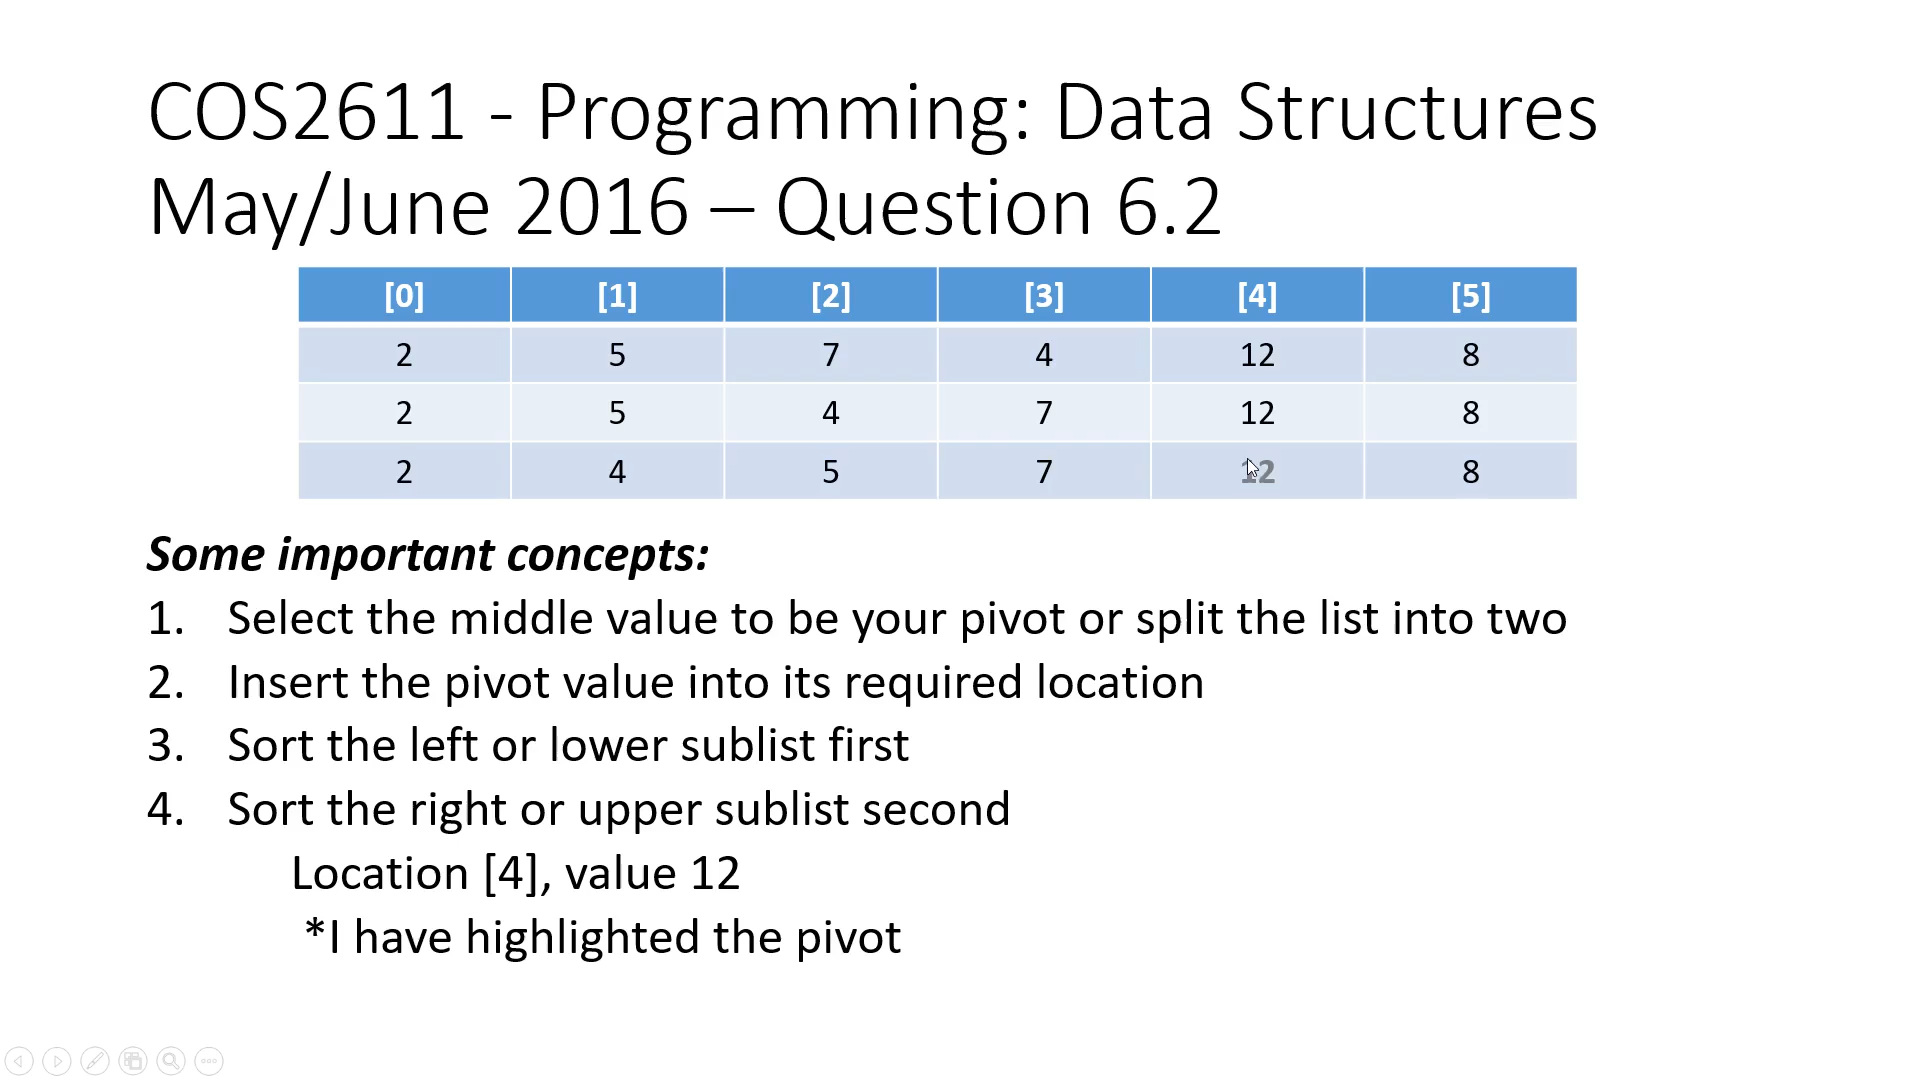 COS2611 - Programming: Data Structures
May/June 2016 – Question 6.2
[0] [1] [2] [3] [4] [5]
2 5 7 4 12 8
2 5 4 7 12 8
2 4 5 7 12 8
Some important concepts:
1. Select the middle value to be your pivot or split the list into two
2. Insert the pivot value into its required location
3. Sort the left or lower sublist first
4. Sort the right or upper sublist second
Location [4], value 12
*I have highlighted the pivot